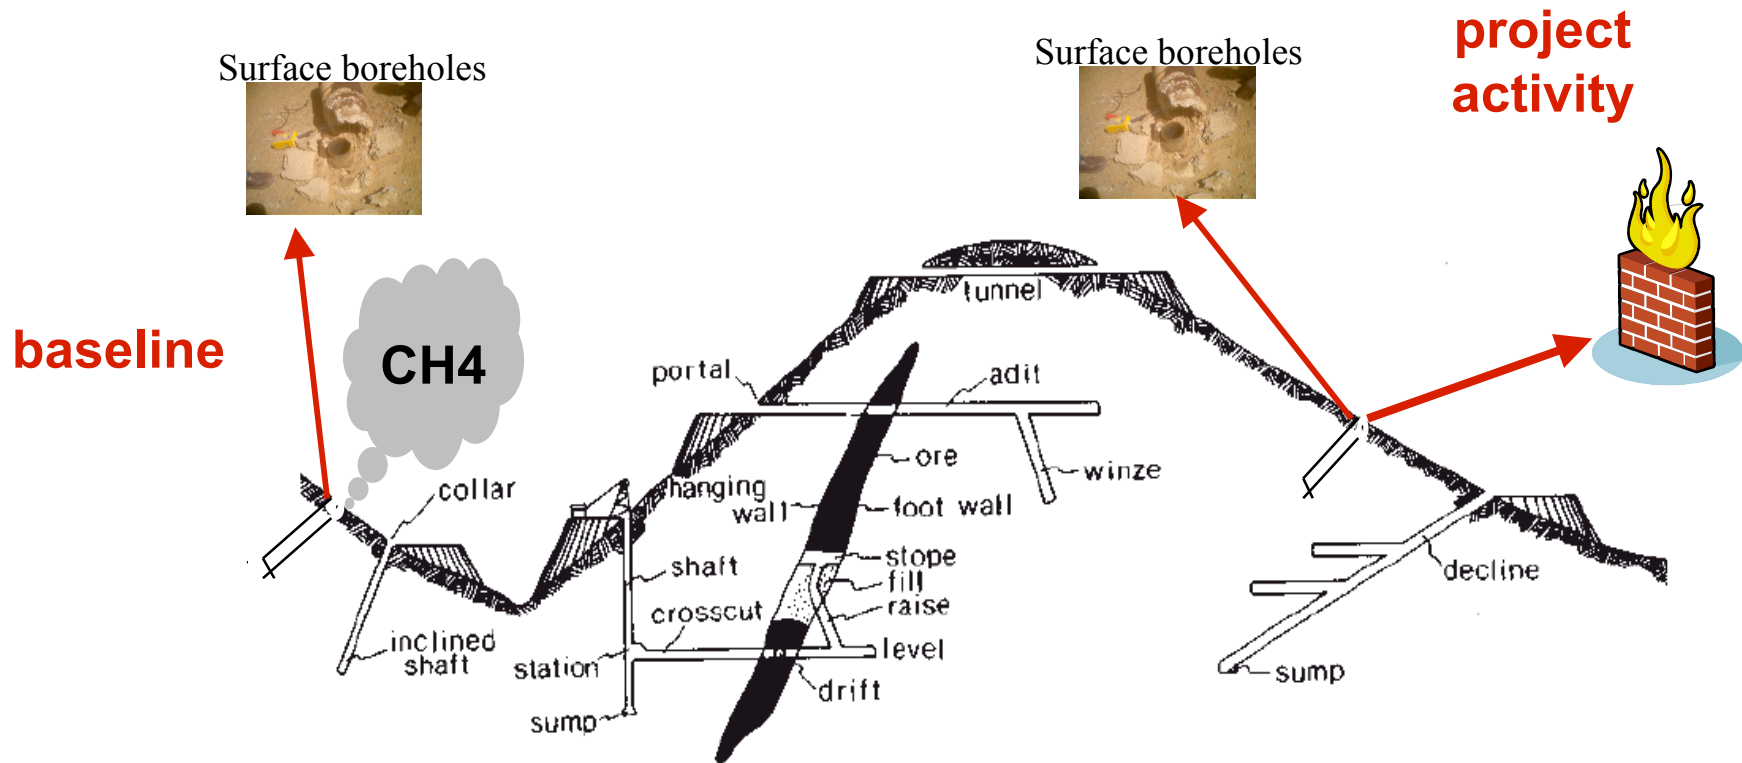 project
activity
Surface boreholes
Surface boreholes
baseline
CH4
tunnel
portal
adit
ore
winze
collar
hanging
wall
foot wall
stope
fill
raise
shaft
crosscut
decline
inclined
shaft
station
level
drift
sump
sump